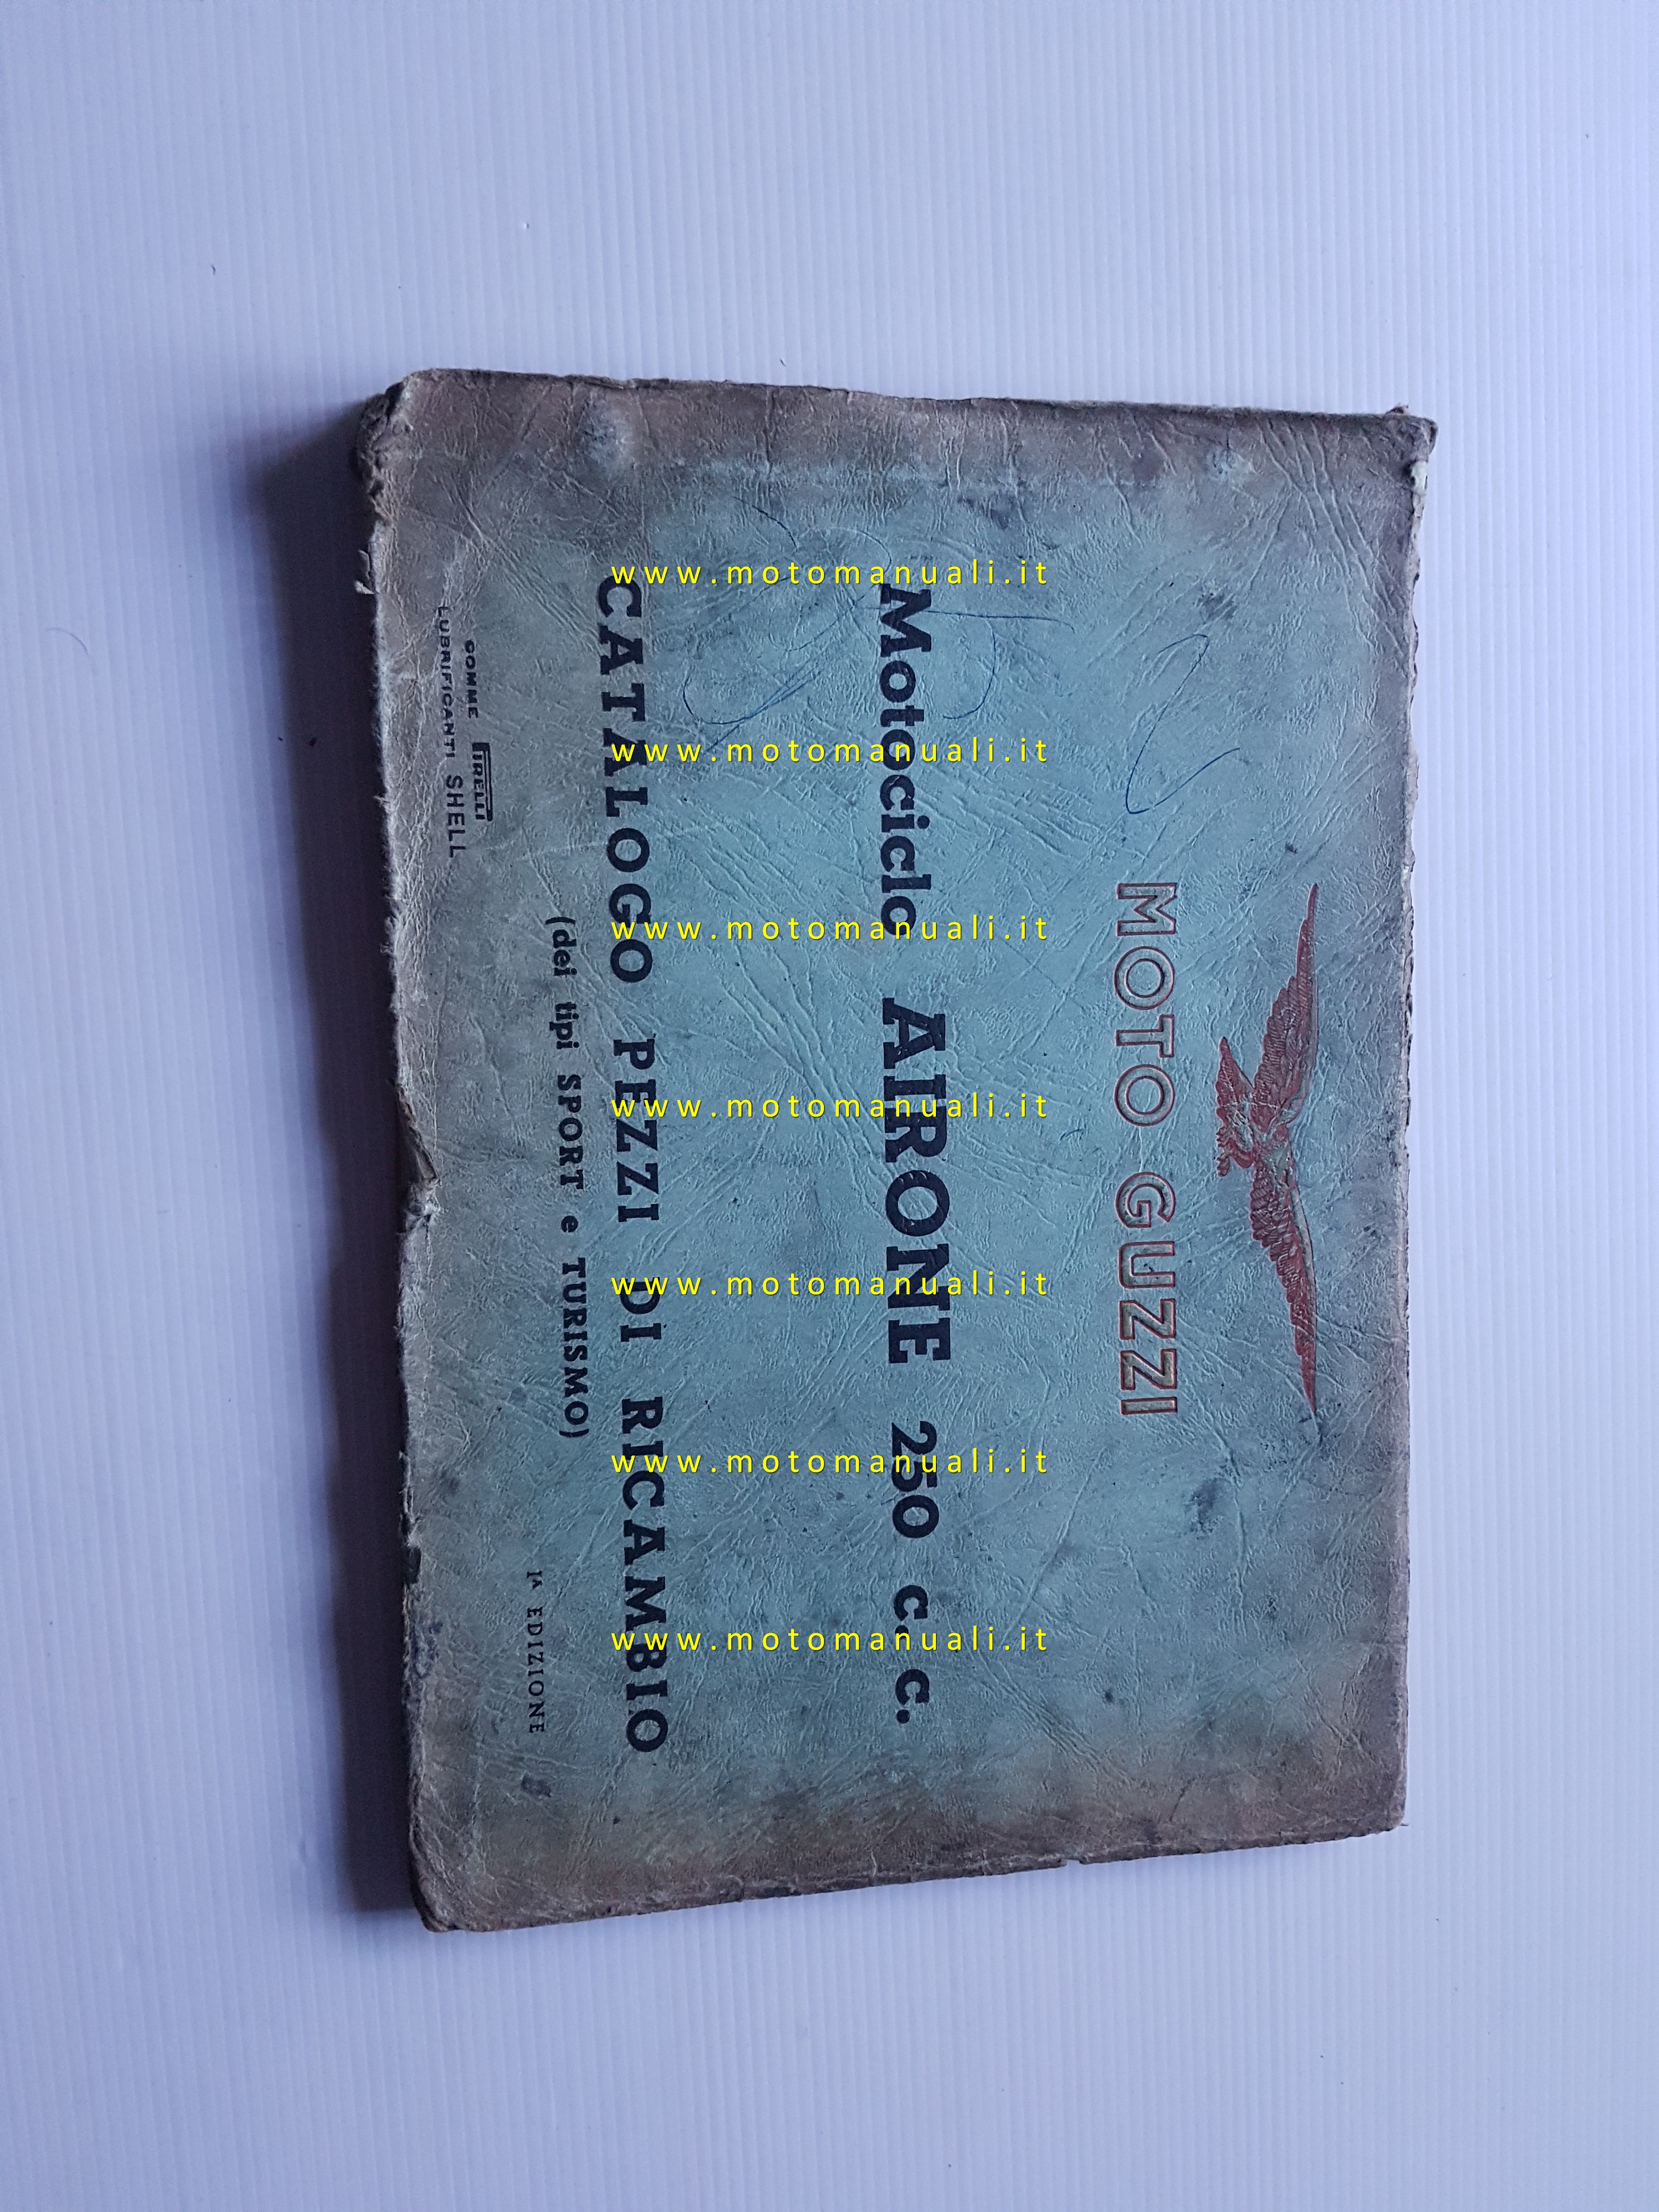 MOTO GUZZI
Motociclo AIRONE 250 c. c.
CATALOGO PEZZI DI RICAMBIO
(dei tipi SPORT e TURISMO)
1ᴬ EDIZIONE
GOMME PIRELLI
LUBRIFICANTI SHELL
www.motomanuali.it
www.motomanuali.it
www.motomanuali.it
www.motomanuali.it
www.motomanuali.it
www.motomanuali.it
www.motomanuali.it